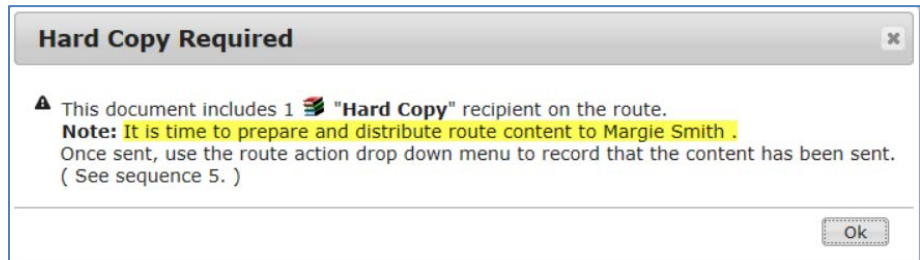 Hard Copy Required
This document includes 1 "Hard Copy" recipient on the route.
Note: It is time to prepare and distribute route content to Margie Smith .
Once sent, use the route action drop down menu to record that the content has been sent.
( See sequence 5. )
Ok